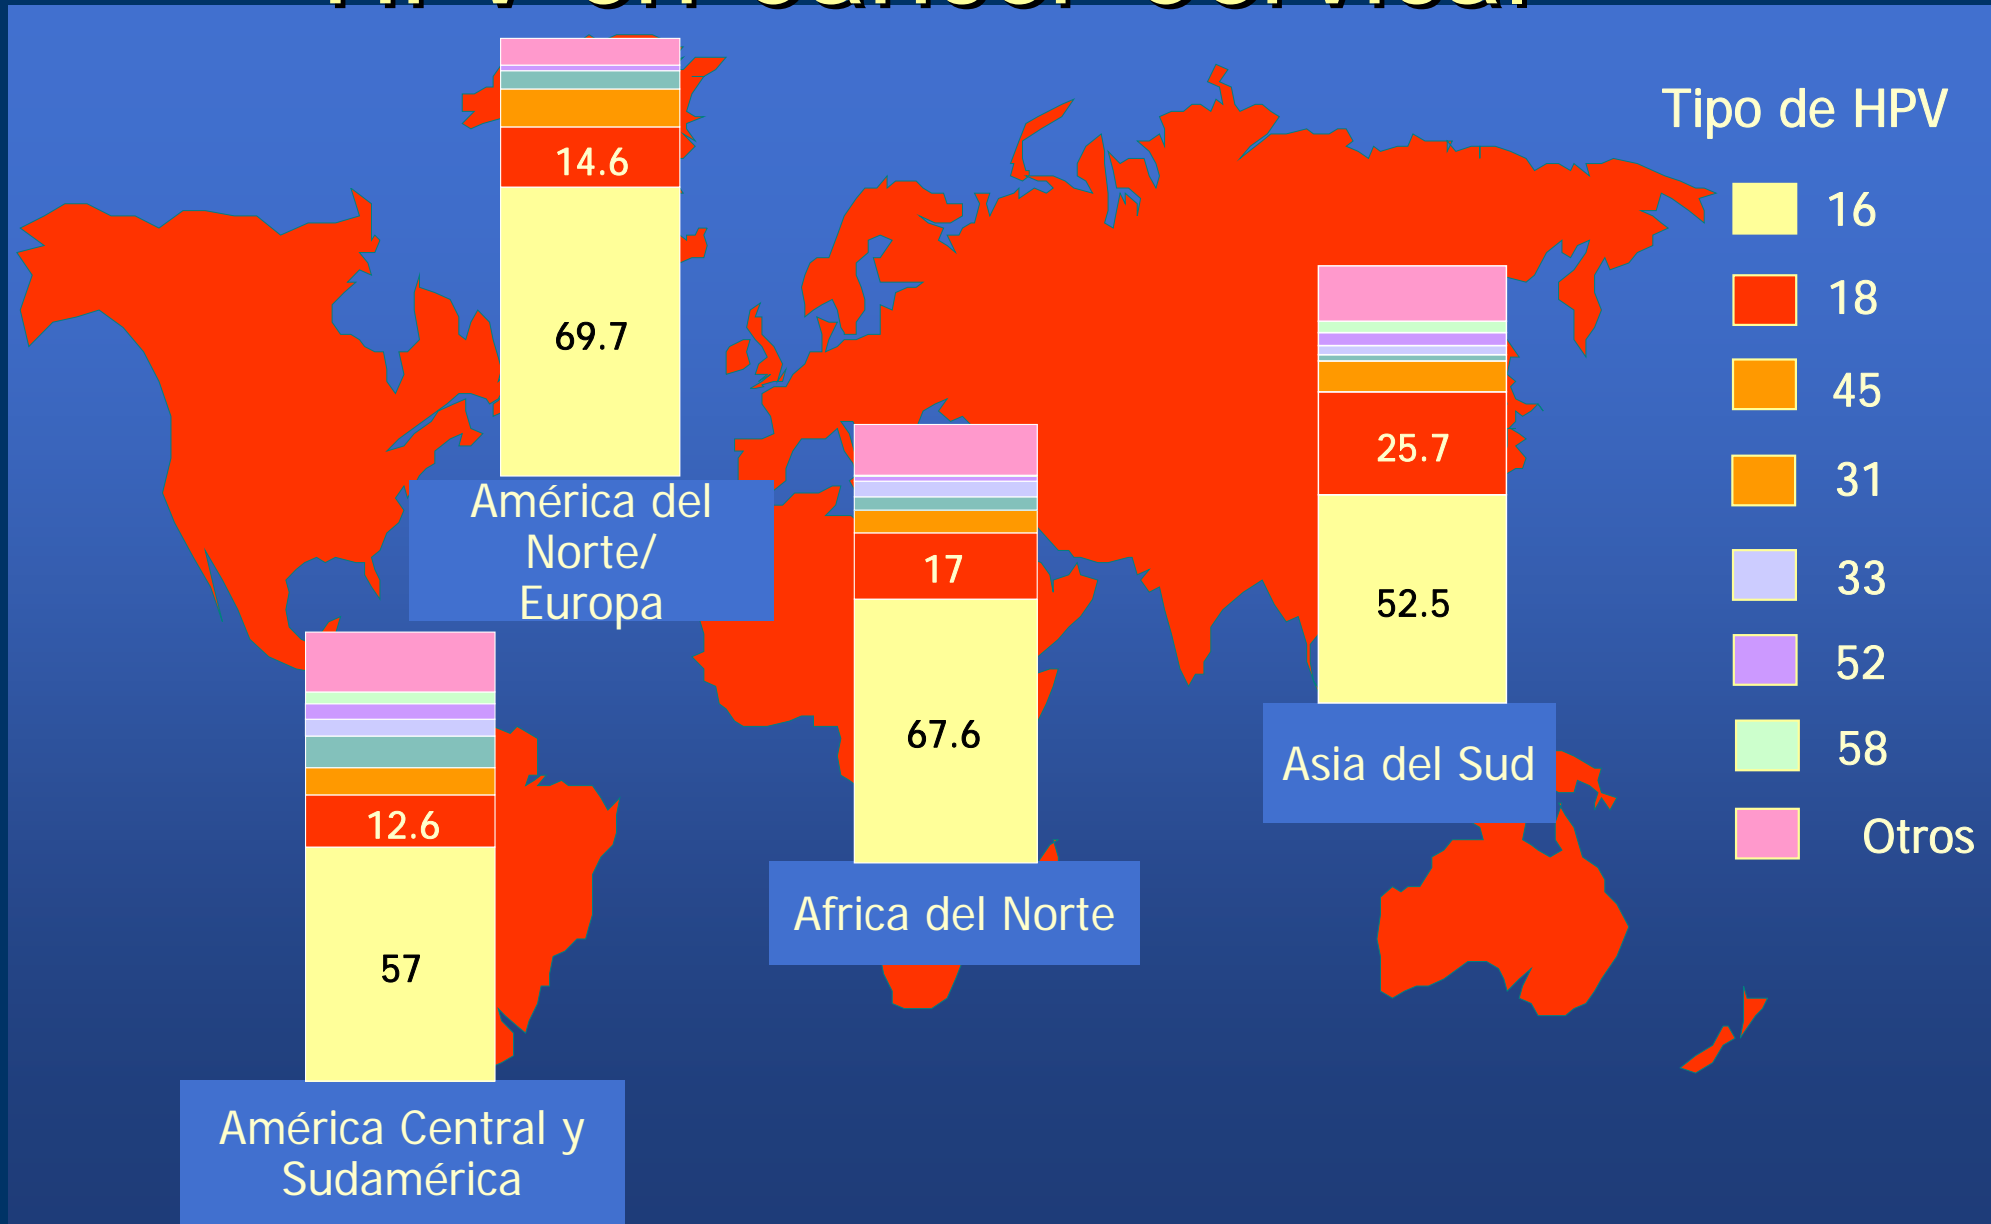 Tipo de HPV
16
18
45
31
33
52
58
Otros
14.6
69.7
América del
Norte/
Europa
25.7
52.5
Asia del Sud
17
67.6
Africa del Norte
12.6
57
América Central y
Sudamérica